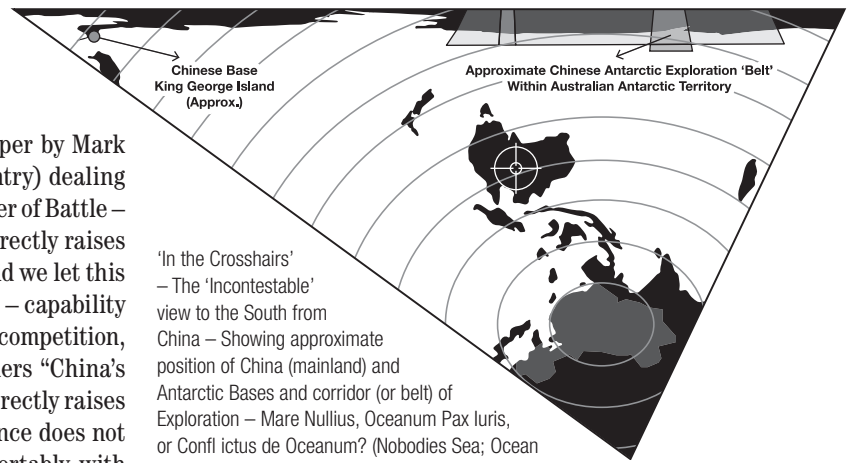 Chinese Base
King George Island
(Approx.)
Approximate Chinese Antarctic Exploration ‘Belt’
Within Australian Antarctic Territory
per by Mark
ntry) dealing
er of Battle –
rectly raises
d we let this
– capability
competition,
ers “China’s
rectly raises
nce does not
ortably with
‘In the Crosshairs’
– The ‘Incontestable’
view to the South from
China – Showing approximate
position of China (mainland) and
Antarctic Bases and corridor (or belt) of
Exploration – Mare Nullius, Oceanum Pax Iuris,
or Confl ictus de Oceanum? (Nobodies Sea; Ocean